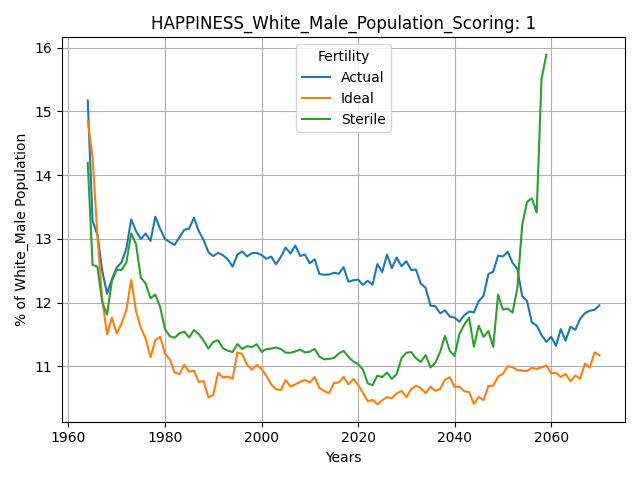 HAPPINESS_White_Male_Population_Scoring: 1
Fertility
Actual
Ideal
Sterile
% of White_Male Population
16
15
14
13
12
11
1960
1980
2000
2020
2040
2060
Years